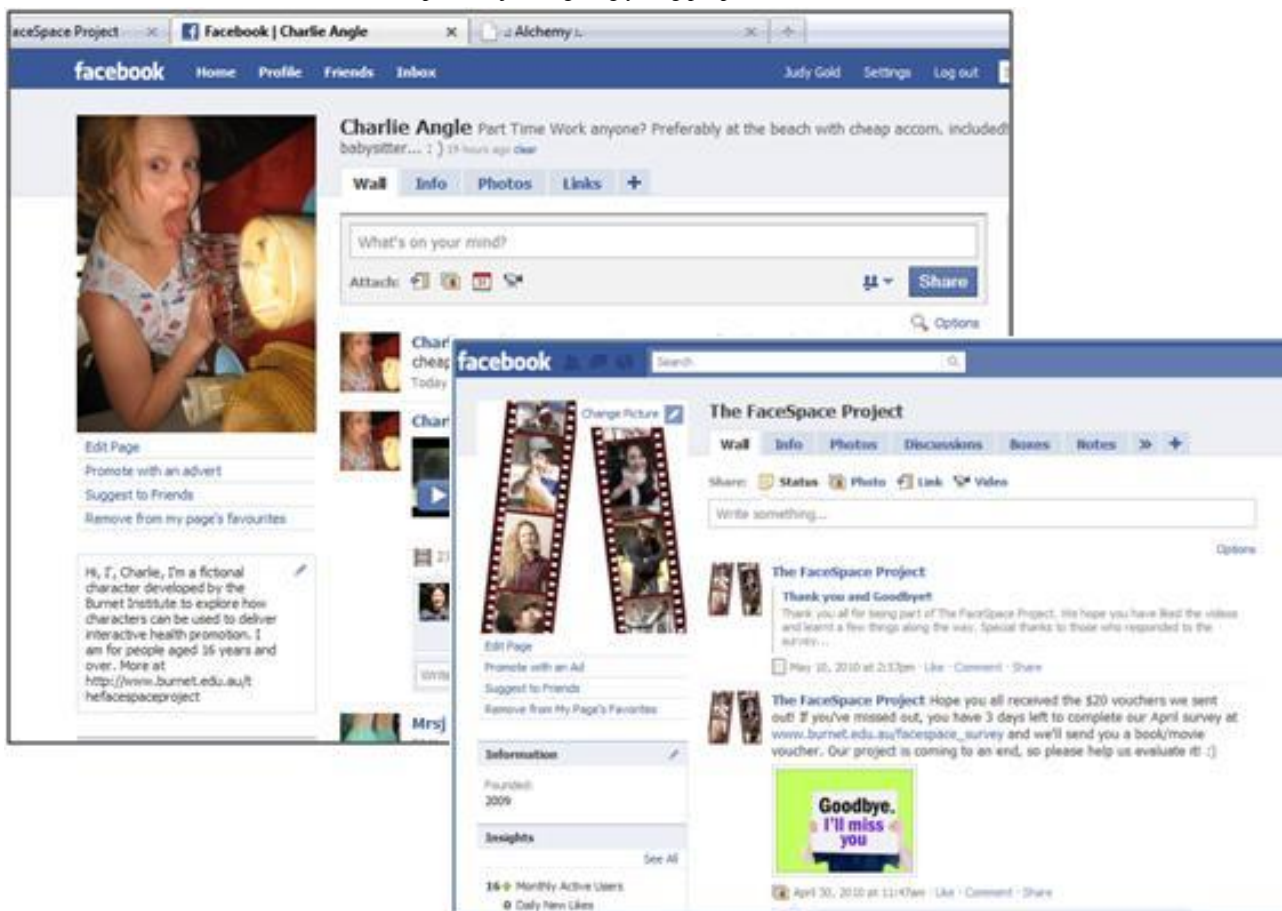 aceSpace Project
Facebook | Charlie Angle
.: Alchemy :.
facebook Home Profile Friends Inbox
Judy Gold Settings Log out
Charlie Angle Part Time Work anyone? Preferably at the beach with cheap accom. included!
babysitter... : ) 19 hours ago clear
Wall Info Photos Links +
What's on your mind?
Attach:
Share
Options
Edit Page
Promote with an advert
Suggest to Friends
Remove from my page's favourites
Hi, I', Charlie, I'm a fictional
character developed by the
Burnet Institute to explore how
characters can be used to deliver
interactive health promotion. I
am for people aged 16 years and
over. More at
http://www.burnet.edu.au/t
hefacespaceproject
Char
cheap
Today
Char
Mrsj
facebook
Search
Change Picture
The FaceSpace Project
Wall Info Photos Discussions Boxes Notes » +
Share: Status Photo Link Video
Write something...
Options
Edit Page
Promote with an Ad
Suggest to Friends
Remove from My Page's Favorites
Information
Founded:
2009
Insights
See All
16 Monthly Active Users
0 Daily New Likes
The FaceSpace Project
Thank you and Goodbye!!
Thank you all for being part of The FaceSpace Project. We hope you have liked the videos
and learnt a few things along the way. Special thanks to those who responded to the
survey...
May 10, 2010 at 2:57pm · Like · Comment · Share
The FaceSpace Project Hope you all received the $20 vouchers we sent
out! If you've missed out, you have 3 days left to complete our April survey at
www.burnet.edu.au/facespace_survey and we'll send you a book/movie
voucher. Our project is coming to an end, so please help us evaluate it! :)
Goodbye.
I'll miss
you
April 30, 2010 at 11:47am · Like · Comment · Share